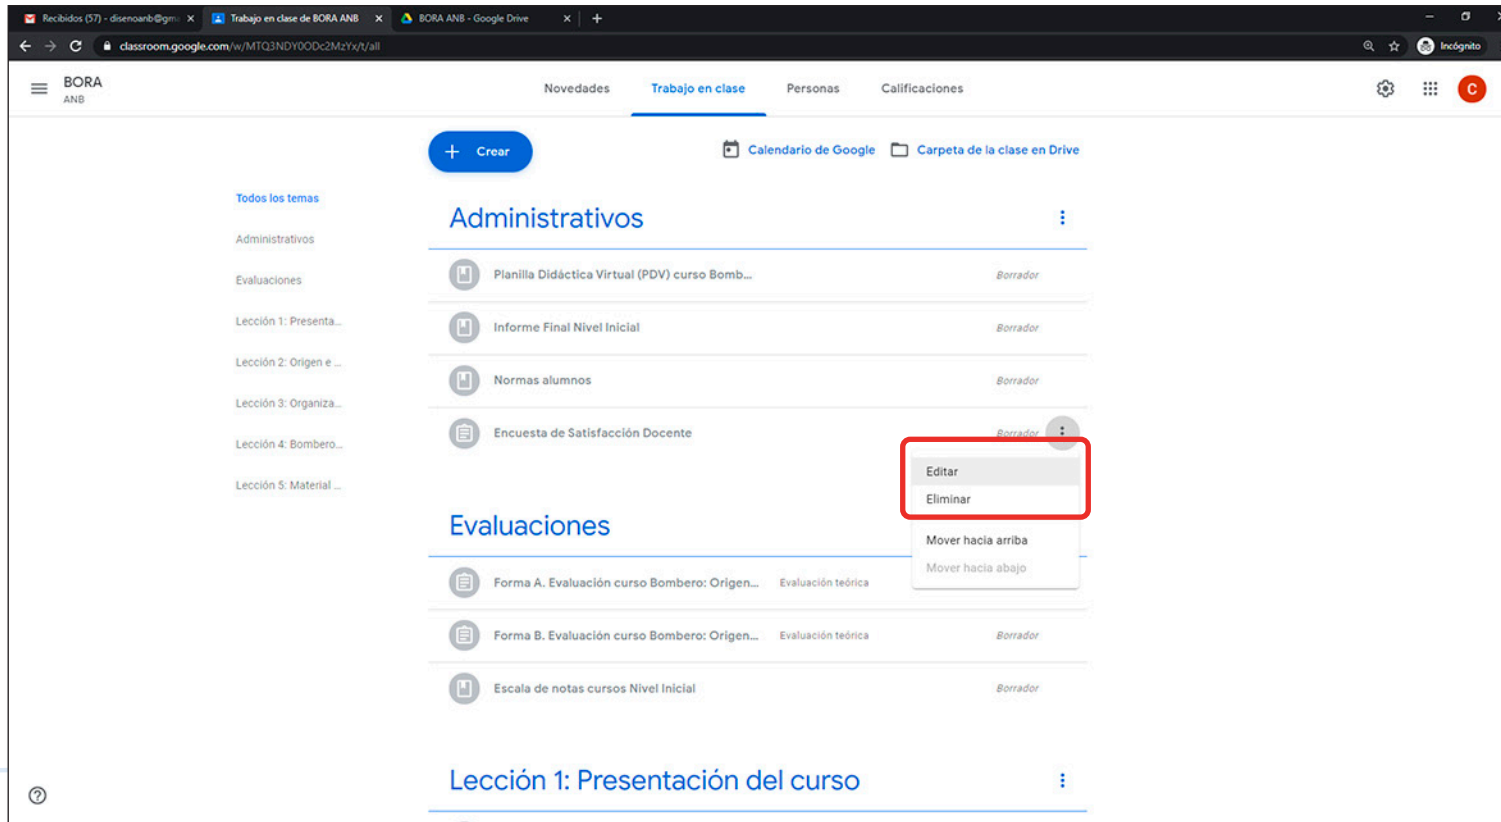 Recibidos (57) - disenoanb@gm
Trabajo en clase de BORA ANB
BORA ANB - Google Drive
classroom.google.com/w/MTQ3NDY0ODc2MzYx/t/all
Incógnito
BORA
ANB
Novedades
Trabajo en clase
Personas
Calificaciones
C
Crear
Calendario de Google
Carpeta de la clase en Drive
Todos los temas
Administrativos
Evaluaciones
Lección 1: Presenta...
Lección 2: Origen e ...
Lección 3: Organiza...
Lección 4: Bombero...
Lección 5: Material ...
Administrativos
Planilla Didáctica Virtual (PDV) curso Bomb... Borrador
Informe Final Nivel Inicial Borrador
Normas alumnos Borrador
Encuesta de Satisfacción Docente Borrador
Editar
Eliminar
Mover hacia arriba
Mover hacia abajo
Evaluaciones
Forma A. Evaluación curso Bombero: Origen... Evaluación teórica
Forma B. Evaluación curso Bombero: Origen... Evaluación teórica Borrador
Escala de notas cursos Nivel Inicial Borrador
Lección 1: Presentación del curso